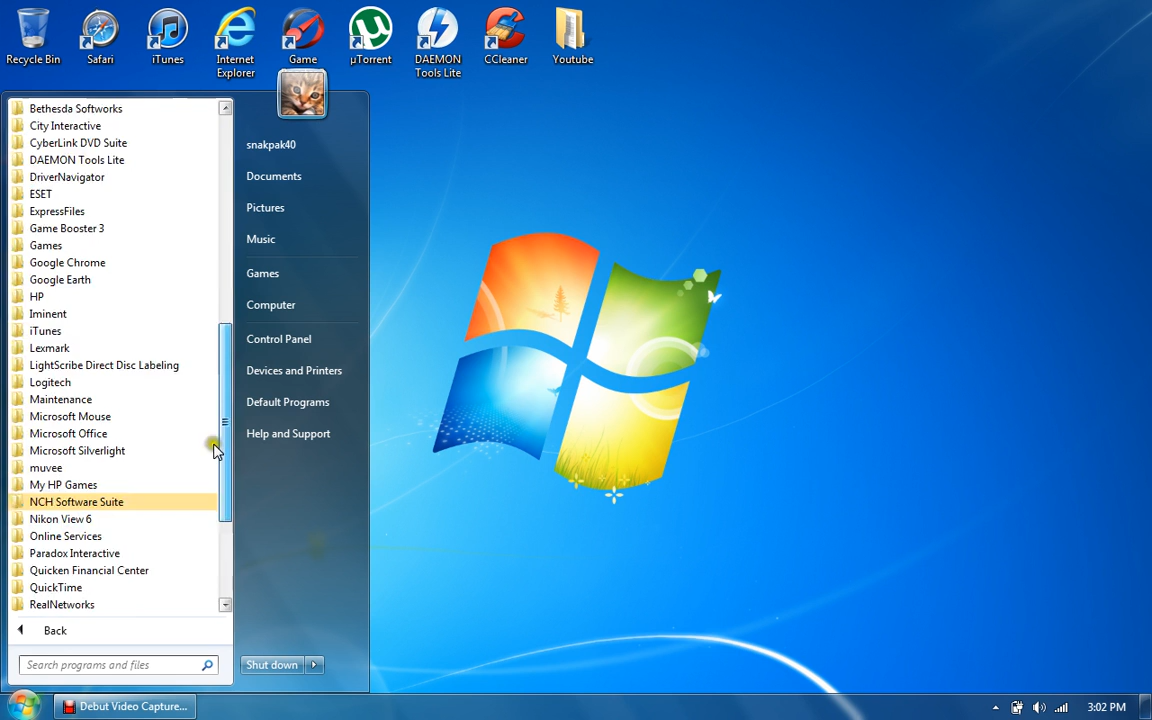 Recycle Bin
Safari
iTunes
Internet
Explorer
Game
µTorrent
DAEMON
Tools Lite
CCleaner
Youtube
Bethesda Softworks
City Interactive
CyberLink DVD Suite
DAEMON Tools Lite
DriverNavigator
ESET
ExpressFiles
Game Booster 3
Games
Google Chrome
Google Earth
HP
Iminent
iTunes
Lexmark
LightScribe Direct Disc Labeling
Logitech
Maintenance
Microsoft Mouse
Microsoft Office
Microsoft Silverlight
muvee
My HP Games
NCH Software Suite
Nikon View 6
Online Services
Paradox Interactive
Quicken Financial Center
QuickTime
RealNetworks
Back
Search programs and files
snakpak40
Documents
Pictures
Music
Games
Computer
Control Panel
Devices and Printers
Default Programs
Help and Support
Shut down
Debut Video Capture...
3:02 PM